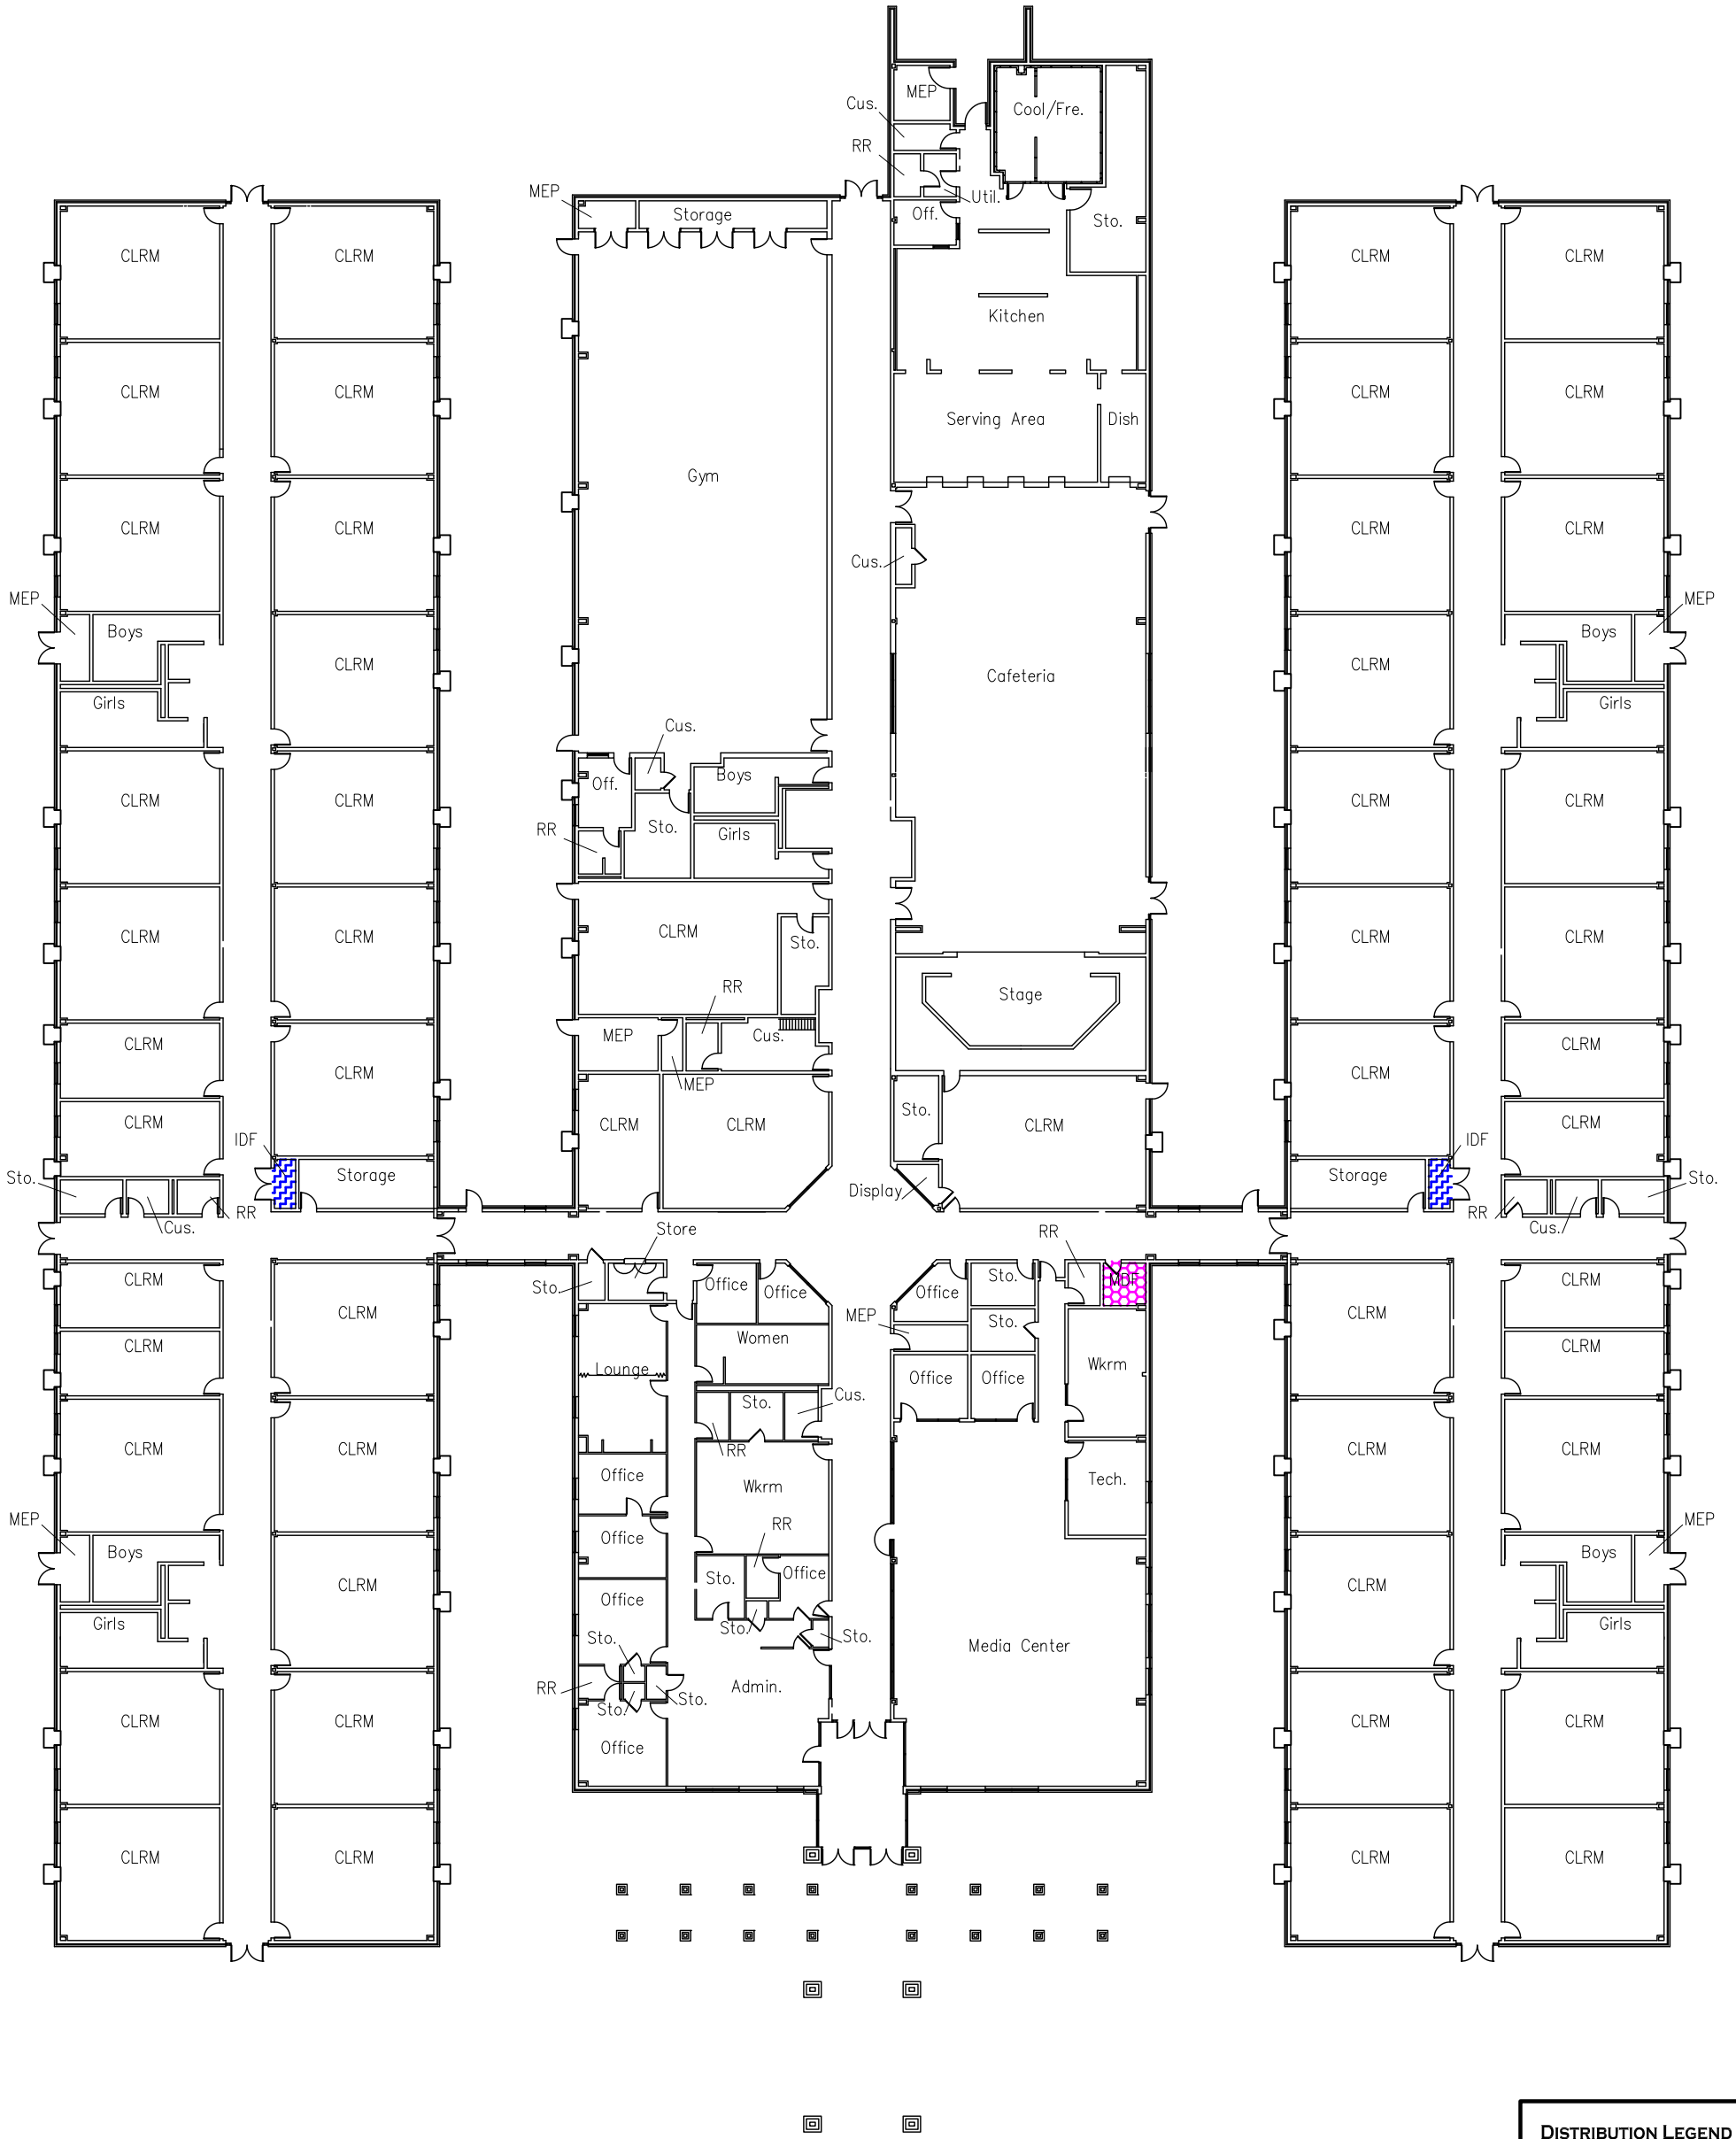 MEP
Cool/Fre.
Cus.
RR
MEP
Util.
Storage
Off.
Sto.
CLRM
CLRM
CLRM
CLRM
Kitchen
CLRM
CLRM
CLRM
CLRM
Serving Area
Dish
Gym
CLRM
CLRM
CLRM
CLRM
Cus.
MEP
MEP
Boys
Boys
CLRM
CLRM
Cafeteria
Girls
Girls
Cus.
Boys
Off.
CLRM
CLRM
CLRM
CLRM
Sto.
RR
Girls
CLRM
CLRM
CLRM
Sto.
CLRM
CLRM
RR
Stage
MEP
Cus.
CLRM
CLRM
CLRM
CLRM
MEP
Sto.
CLRM
CLRM
CLRM
CLRM
CLRM
CLRM
IDF
IDF
Sto.
Storage
Storage
Sto.
Display
RR
RR
Cus.
Cus.
Store
RR
CLRM
Sto.
Office
Office
Office
Sto.
MDF
CLRM
CLRM
CLRM
MEP
Sto.
CLRM
Women
CLRM
Lounge
Wkrm
Office
Office
Cus.
Sto.
CLRM
CLRM
RR
CLRM
CLRM
Office
Wkrm
Tech.
MEP
MEP
RR
Office
Boys
Boys
Sto.
Office
CLRM
CLRM
Office
Girls
Sto.
Girls
Sto.
Sto.
Media Center
RR
Admin.
Sto.
Sto.
CLRM
CLRM
CLRM
CLRM
Office
CLRM
CLRM
CLRM
CLRM
DISTRIBUTION LEGEND